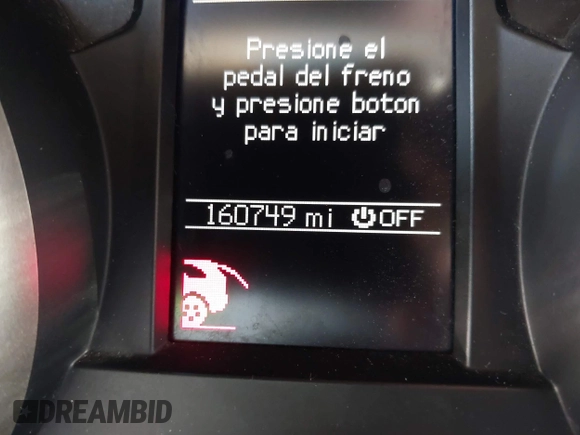 Presione el
pedal del freno
y presione boton
para iniciar
160749 mi OFF
DREAMBID